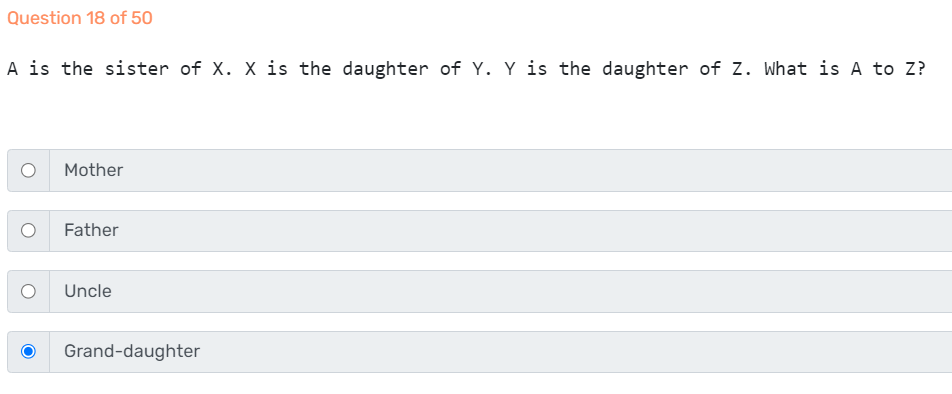 Question 18 of 50
A is the sister of X. X is the daughter of Y. Y is the daughter of Z. What is A to Z?
Mother
Father
Uncle
Grand-daughter